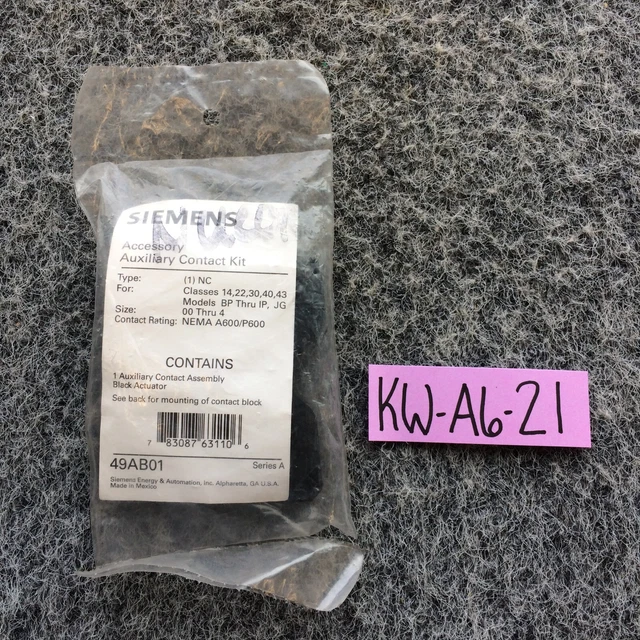 SIEMENS
Accessory
Auxiliary Contact Kit
Type: (1) NC
For: Classes 14,22,30,40,43
Models BP Thru IP, JG
Size: 00 Thru 4
Contact Rating: NEMA A600/P600
CONTAINS
1 Auxiliary Contact Assembly
Black Actuator
See back for mounting of contact block
7 83087 63110 6
49AB01 Series A
Siemens Energy & Automation, Inc. Alpharetta, GA U.S.A.
Made in Mexico
KW-A6-21